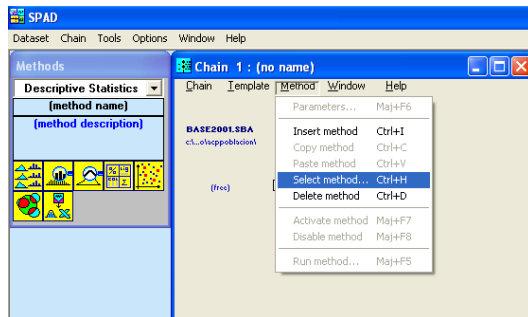 SPAD
Dataset Chain Tools Options Window Help
Methods
Descriptive Statistics
(method name)
(method description)
Chain 1 : (no name)
Chain Template Method Window Help
BASE2001.SBA
c:\...o\acppoblacion\
(free)
Parameters... Maj+F6
Insert method Ctrl+I
Copy method Ctrl+C
Paste method Ctrl+V
Select method... Ctrl+H
Delete method Ctrl+D
Activate method Maj+F7
Disable method Maj+F8
Run method... Maj+F5